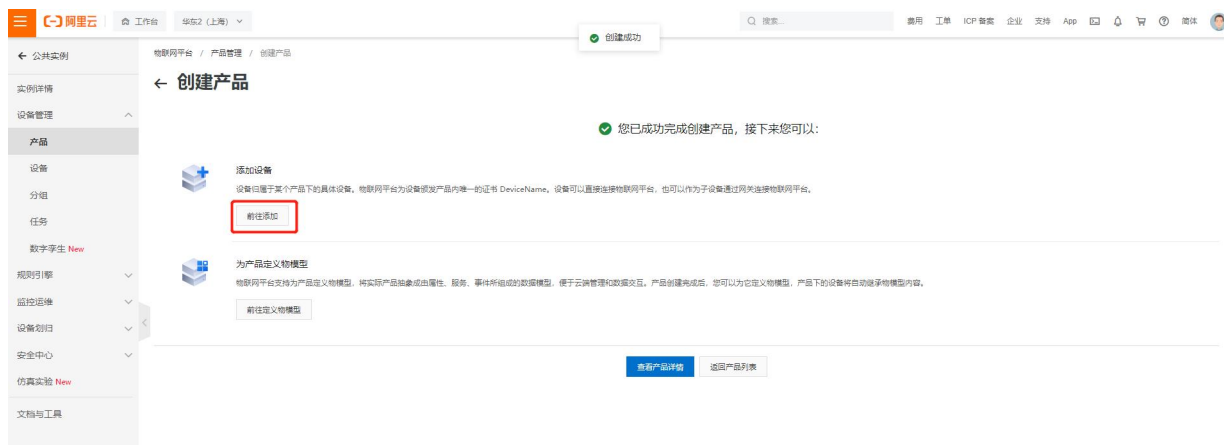 阿里云 工作台 华东2（上海） 搜索... 费用 工单 ICP 备案 企业 支持 App 简体
创建成功
公共实例
物联网平台 / 产品管理 / 创建产品
创建产品
实例详情
设备管理
产品
设备
分组
任务
数字孪生 New
规则引擎
监控运维
设备划归
安全中心
仿真实验 New
文档与工具
您已成功完成创建产品，接下来您可以：
添加设备
设备归属于某个产品下的具体设备。物联网平台为设备颁发产品内唯一的证书 DeviceName。设备可以直接连接物联网平台，也可以作为子设备通过网关连接物联网平台。
前往添加
为产品定义物模型
物联网平台支持为产品定义物模型，将实际产品抽象成由属性、服务、事件所组成的数据模型，便于云端管理和数据交互。产品创建完成后，您可以为它定义物模型，产品下的设备将自动继承物模型内容。
前往定义物模型
查看产品详情 返回产品列表